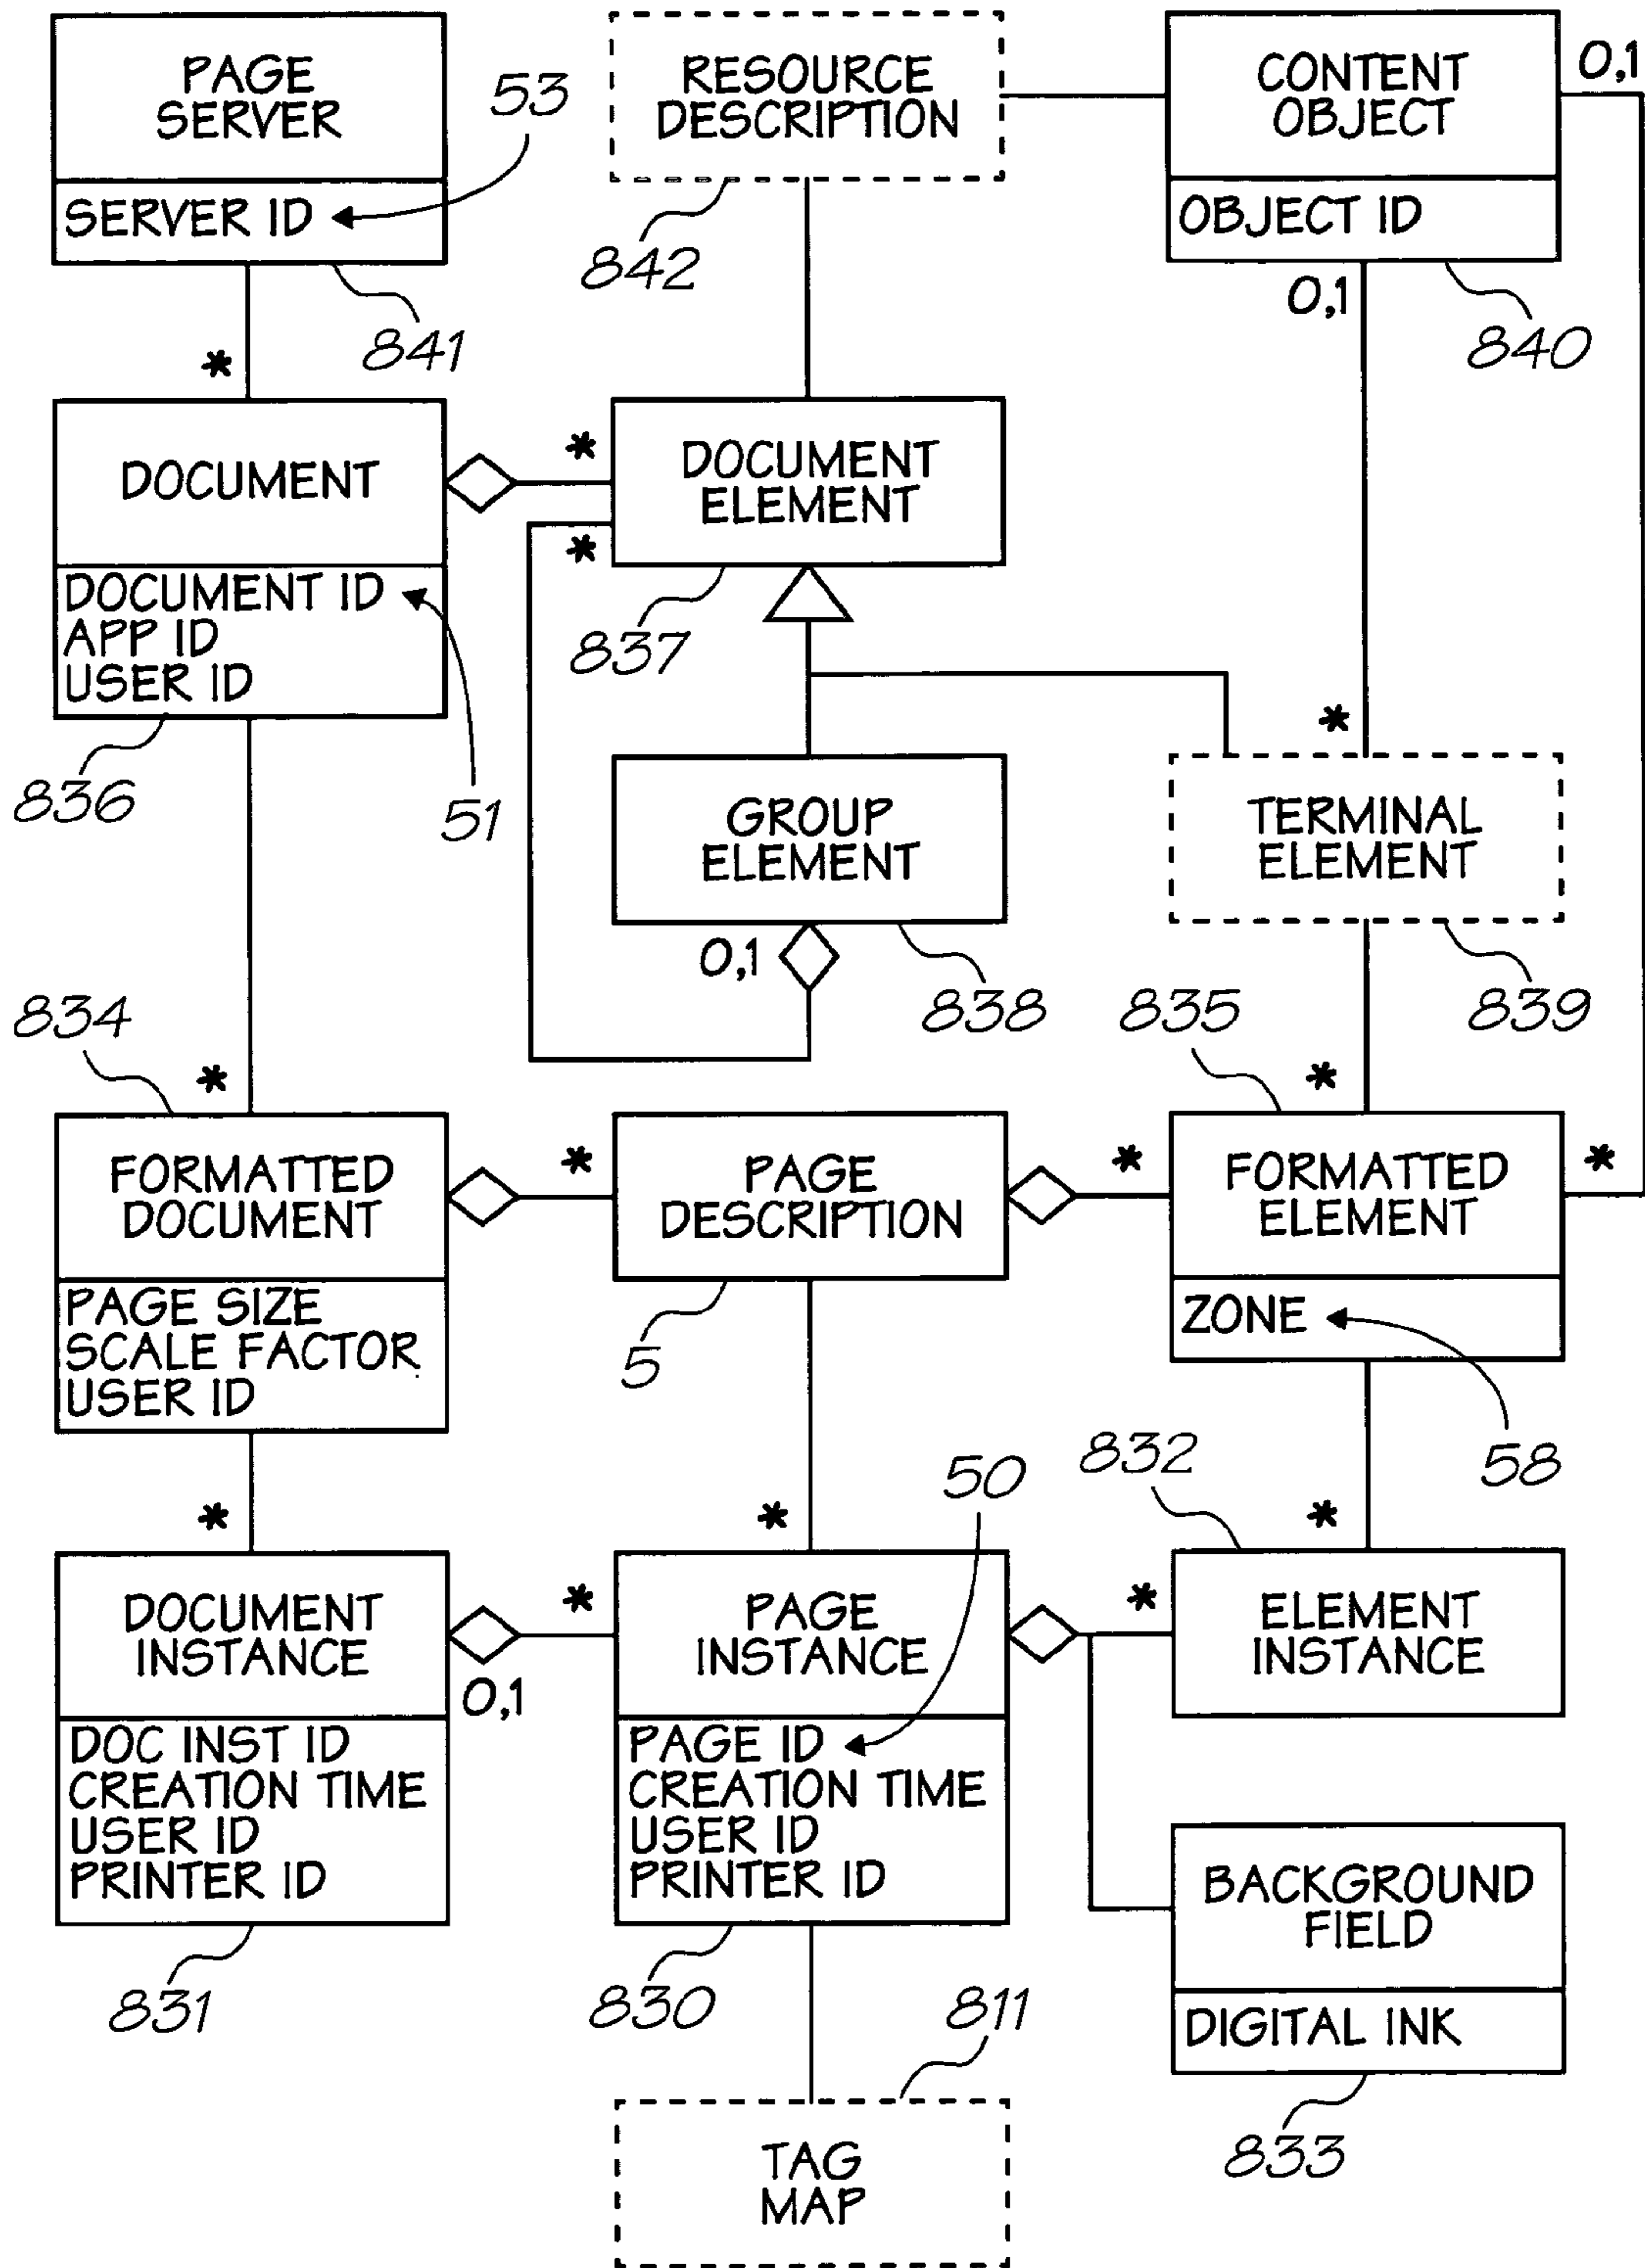 PAGE
SERVER
SERVER ID
53
841
RESOURCE
DESCRIPTION
842
CONTENT
OBJECT
OBJECT ID
0,1
0,1
840
*
DOCUMENT
DOCUMENT ID
APP ID
USER ID
836
51
*
*
DOCUMENT
ELEMENT
837
GROUP
ELEMENT
0,1
838
*
TERMINAL
ELEMENT
839
834
*
FORMATTED
DOCUMENT
PAGE SIZE
SCALE FACTOR
USER ID
*
PAGE
DESCRIPTION
5
835
*
*
*
FORMATTED
ELEMENT
ZONE
58
*
DOCUMENT
INSTANCE
DOC INST ID
CREATION TIME
USER ID
PRINTER ID
831
0,1
*
*
50
PAGE
INSTANCE
PAGE ID
CREATION TIME
USER ID
PRINTER ID
830
832
*
*
ELEMENT
INSTANCE
BACKGROUND
FIELD
DIGITAL INK
833
811
TAG
MAP